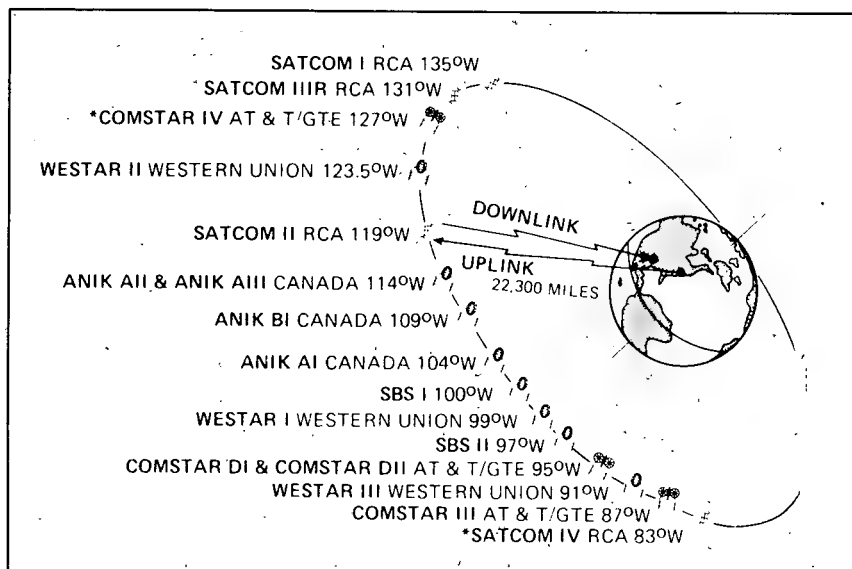 SATCOM I RCA 135ºW
SATCOM IIIR RCA 131ºW
*COMSTAR IV AT & T/GTE 127ºW
WESTAR II WESTERN UNION 123.5ºW
DOWNLINK
SATCOM II RCA 119ºW
UPLINK
22,300 MILES
ANIK AII & ANIK AIII CANADA 114ºW
ANIK BI CANADA 109ºW
ANIK AI CANADA 104ºW
SBS I 100ºW
WESTAR I WESTERN UNION 99ºW
SBS II 97ºW
COMSTAR DI & COMSTAR DII AT & T/GTE 95ºW
WESTAR III WESTERN UNION 91ºW
COMSTAR III AT & T/GTE 87ºW
*SATCOM IV RCA 83ºW